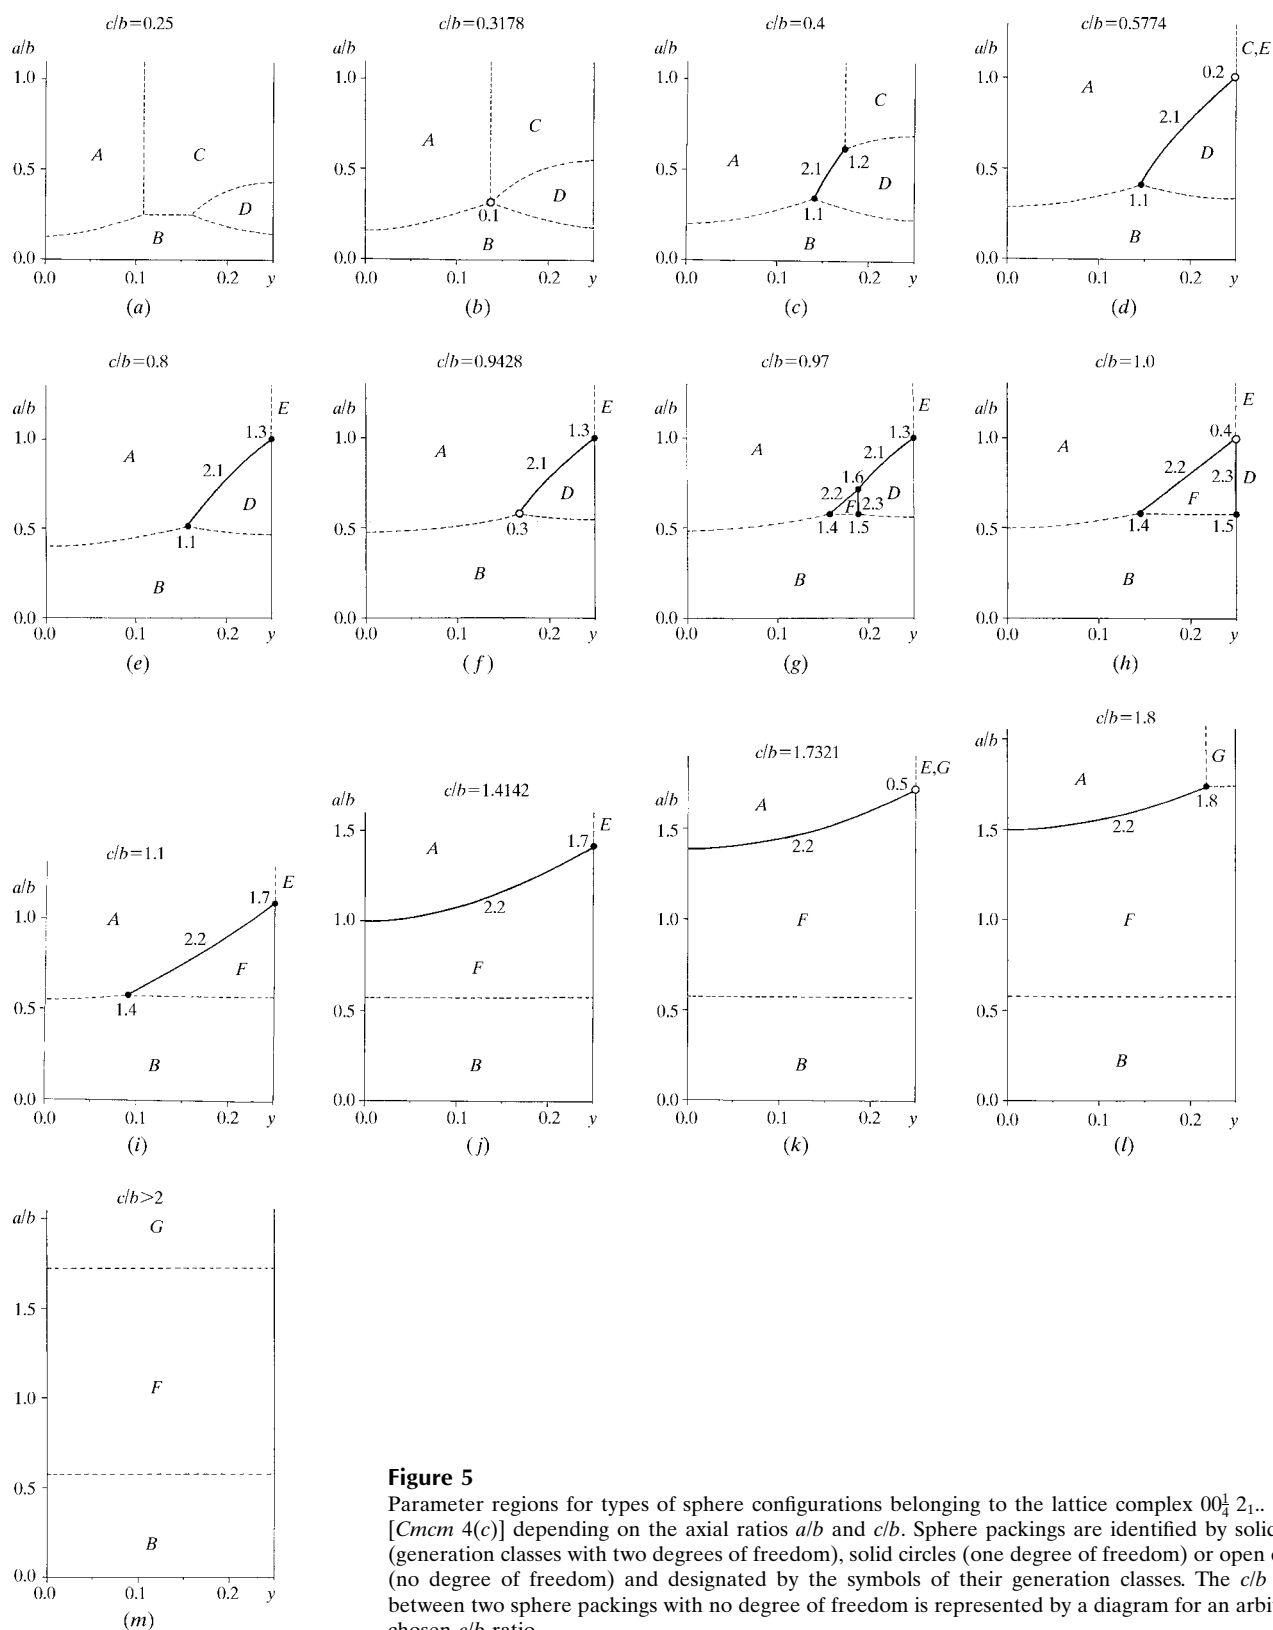 c/b=0.25
a/b
1.0
0.5
0.0
A
C
D
B
0.0 0.1 0.2 y
(a)
c/b=0.3178
a/b
1.0
0.5
0.0
A
C
D
0.1
B
0.0 0.1 0.2 y
(b)
c/b=0.4
a/b
1.0
0.5
0.0
C
A
2.1
1.2
D
1.1
B
0.0 0.1 0.2 y
(c)
c/b=0.5774
a/b
1.0
0.5
0.0
C,E
0.2
A
2.1
D
1.1
B
0.0 0.1 0.2 y
(d)
c/b=0.8
a/b
1.0
0.5
0.0
E
1.3
A
2.1
D
1.1
B
0.0 0.1 0.2 y
(e)
c/b=0.9428
a/b
1.0
0.5
0.0
E
1.3
A
2.1
D
0.3
B
0.0 0.1 0.2 y
(f)
c/b=0.97
a/b
1.0
0.5
0.0
E
1.3
A
2.1
1.6
2.2
F
2.3
D
1.4 1.5
B
0.0 0.1 0.2 y
(g)
c/b=1.0
a/b
1.0
0.5
0.0
E
0.4
A
2.2
2.3
D
F
1.4
1.5
B
0.0 0.1 0.2 y
(h)
c/b=1.1
a/b
1.0
0.5
0.0
E
1.7
A
2.2
F
1.4
B
0.0 0.1 0.2 y
(i)
c/b=1.4142
a/b
1.5
1.0
0.5
0.0
E
1.7
A
2.2
F
B
0.0 0.1 0.2 y
(j)
c/b=1.7321
a/b
1.5
1.0
0.5
0.0
E,G
0.5
A
2.2
F
B
0.0 0.1 0.2 y
(k)
c/b=1.8
a/b
1.5
1.0
0.5
0.0
G
A
1.8
2.2
F
B
0.0 0.1 0.2 y
(l)
c/b>2
a/b
1.5
1.0
0.5
0.0
G
F
B
0.0 0.1 0.2 y
(m)
Figure 5
Parameter regions for types of sphere configurations belonging to the lattice complex 00¼ 2₁..
[Cmcm 4(c)] depending on the axial ratios a/b and c/b. Sphere packings are identified by solid
(generation classes with two degrees of freedom), solid circles (one degree of freedom) or open
(no degree of freedom) and designated by the symbols of their generation classes. The c/b
between two sphere packings with no degree of freedom is represented by a diagram for an
chosen c/b ratio